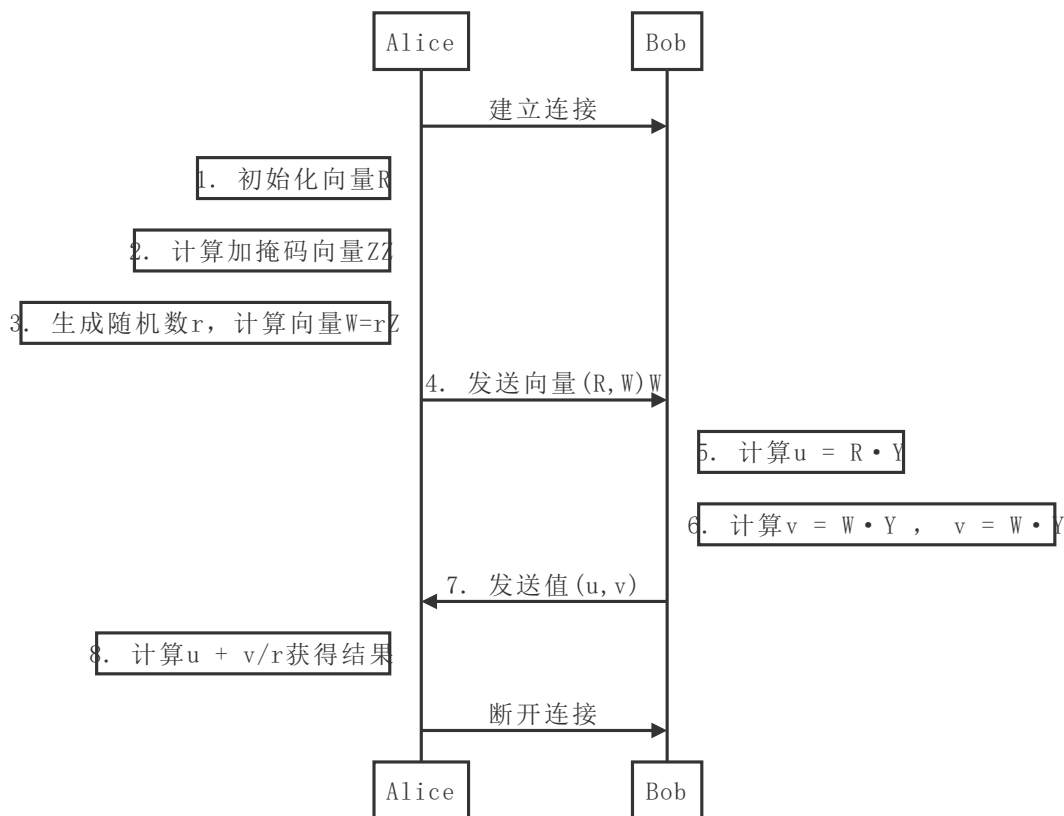 Alice
Bob
建立连接
1. 初始化向量R
2. 计算加掩码向量ZZ
3. 生成随机数r，计算向量W=rZ
4. 发送向量(R,W)W
5. 计算u = R·Y
6. 计算v = W·Y ， v = W·Y
7. 发送值(u,v)
8. 计算u + v/r获得结果
断开连接
Alice
Bob